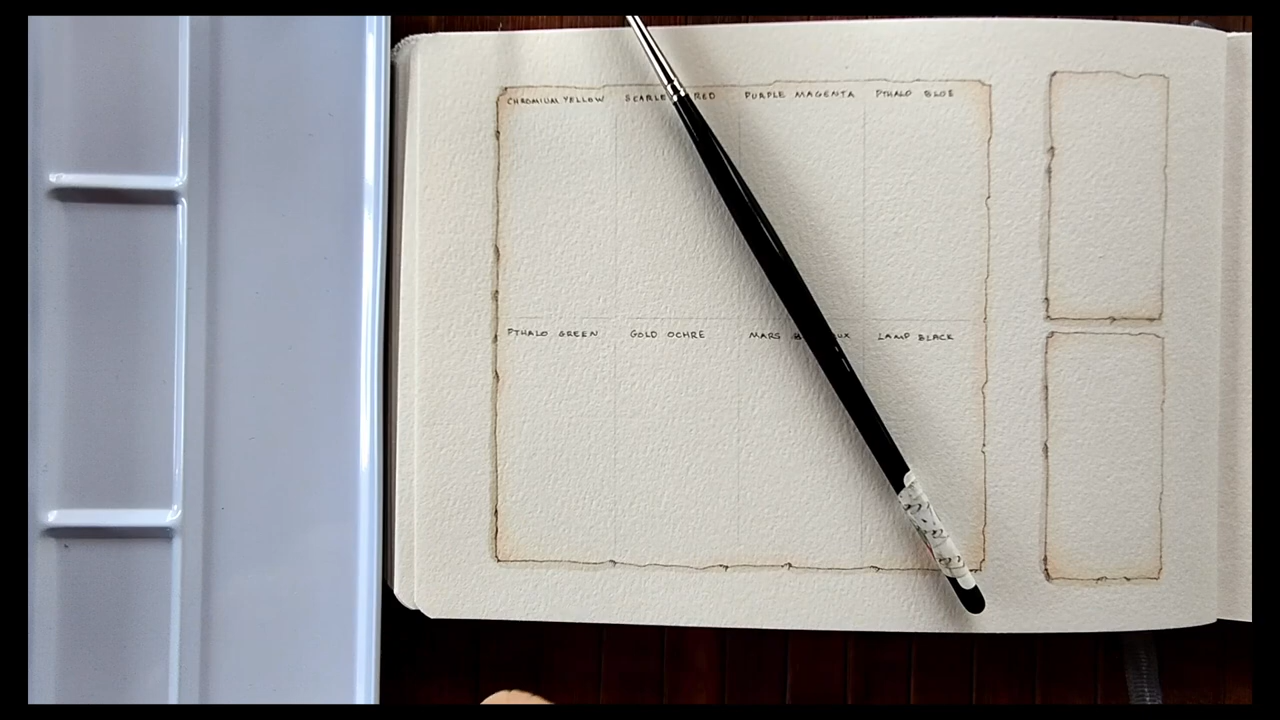 CHROMIUM YELLOW
RED
PURPLE MAGENTA
PTHALO BLUE
PTHALO GREEN
GOLD OCHRE
MARS
LAMP BLACK